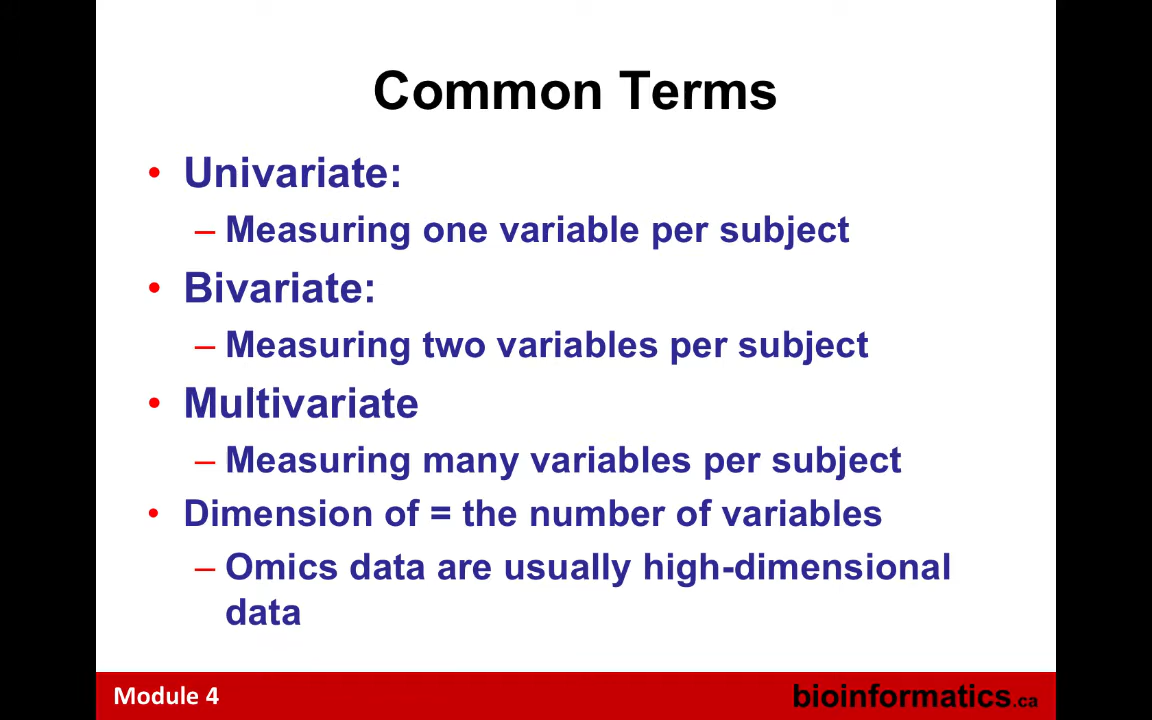 Common Terms
• Univariate:
– Measuring one variable per subject
• Bivariate:
– Measuring two variables per subject
• Multivariate
– Measuring many variables per subject
• Dimension of = the number of variables
– Omics data are usually high-dimensional
data
Module 4
bioinformatics.ca